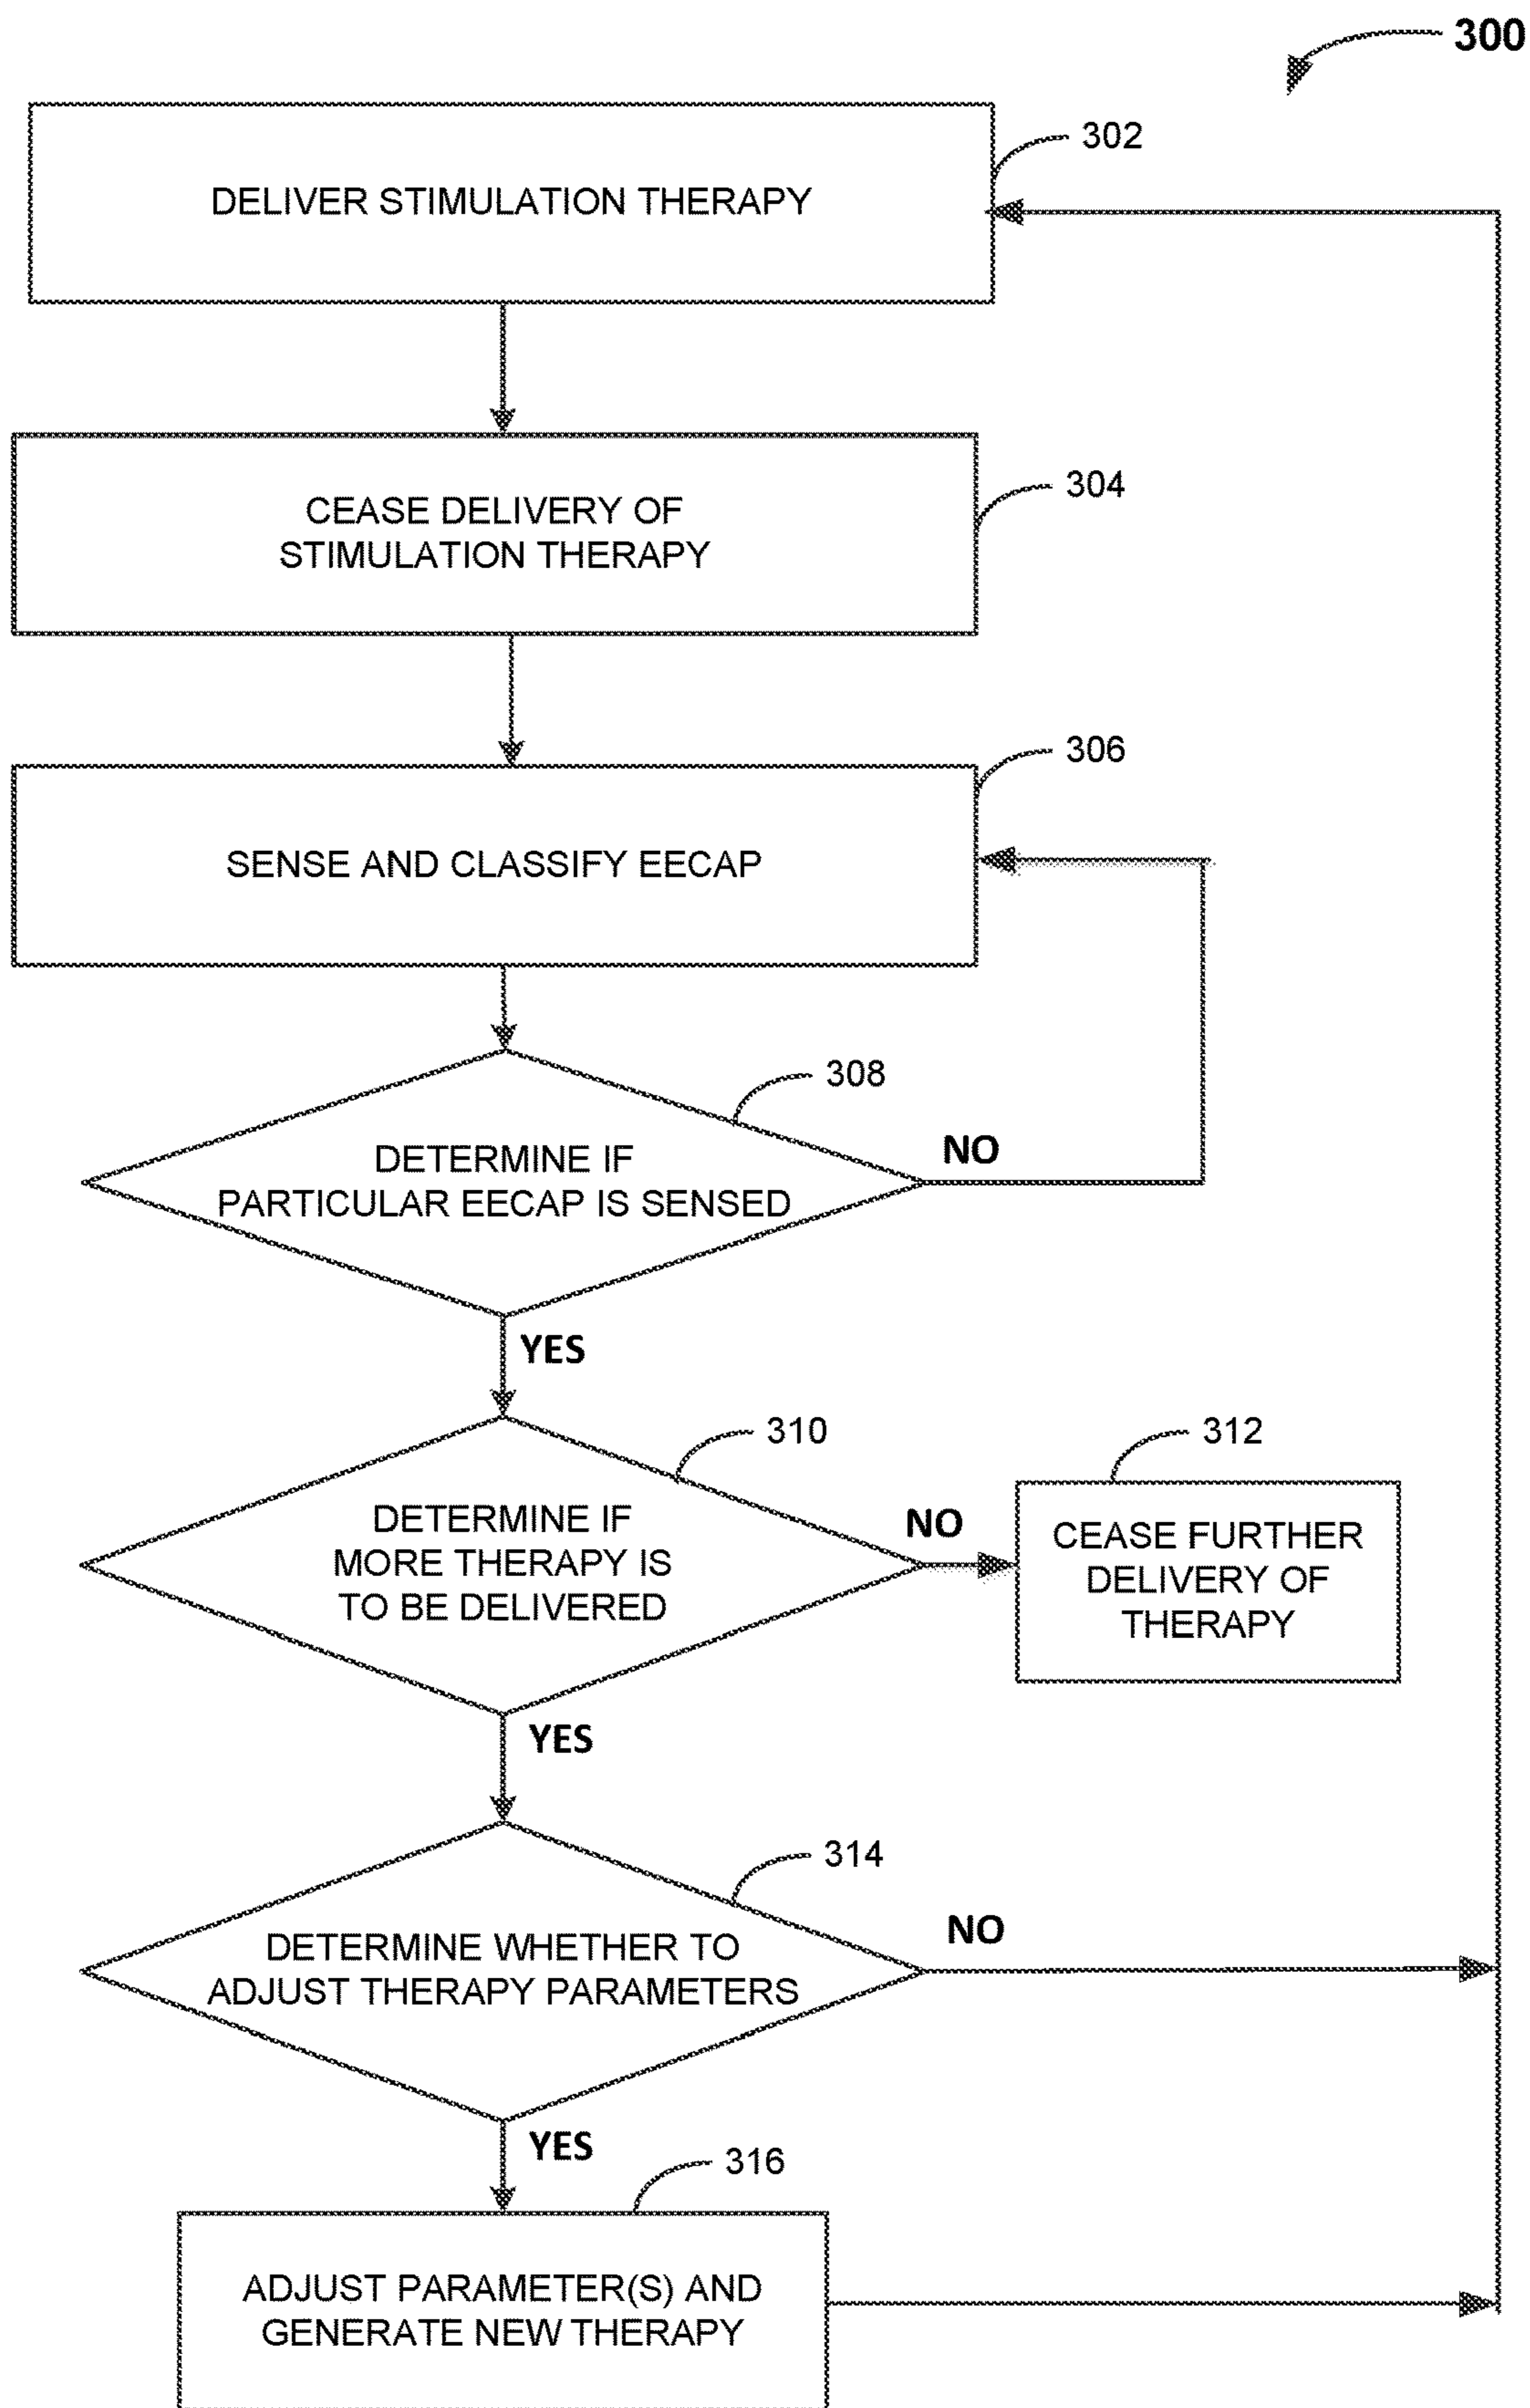 300
302
DELIVER STIMULATION THERAPY
304
CEASE DELIVERY OF
STIMULATION THERAPY
306
SENSE AND CLASSIFY EECAP
308
DETERMINE IF
PARTICULAR EECAP IS SENSED
NO
YES
310
DETERMINE IF
MORE THERAPY IS
TO BE DELIVERED
NO
312
CEASE FURTHER
DELIVERY OF
THERAPY
YES
314
DETERMINE WHETHER TO
ADJUST THERAPY PARAMETERS
NO
YES
316
ADJUST PARAMETER(S) AND
GENERATE NEW THERAPY